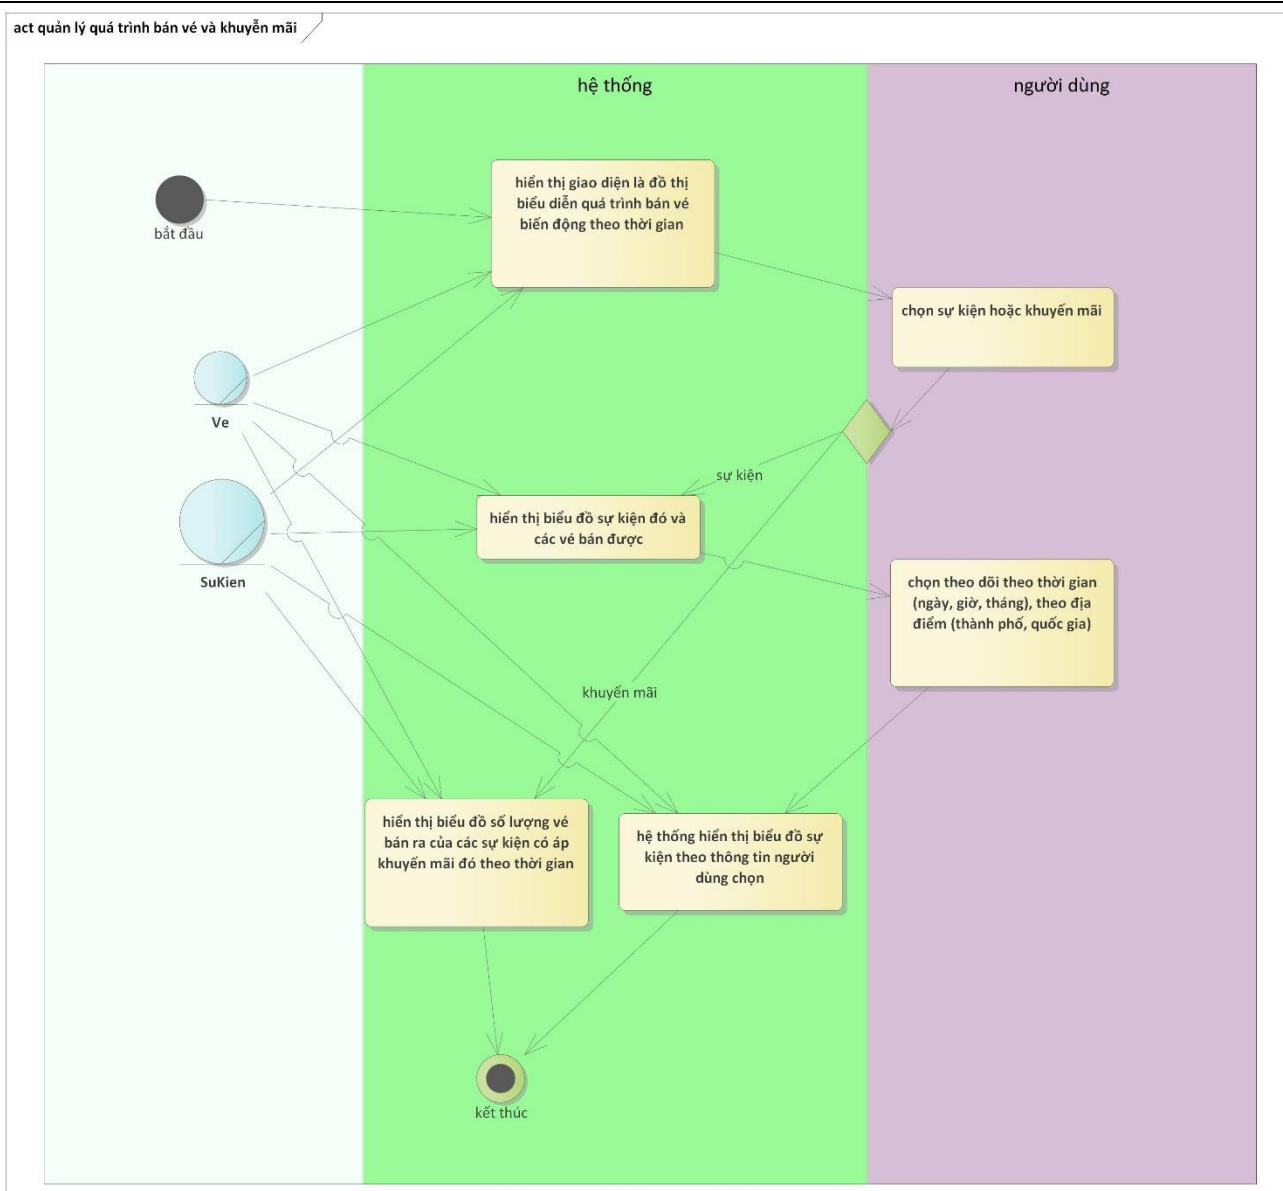 act quản lý quá trình bán vé và khuyễn mãi
hệ thống
người dùng
hiển thị giao diện là đồ thị
biểu diễn quá trình bán vé
biến động theo thời gian
bắt đầu
chọn sự kiện hoặc khuyến mãi
Ve
sự kiện
hiển thị biểu đồ sự kiện đó và
các vé bán được
SuKien
chọn theo dõi theo thời gian
(ngày, giờ, tháng), theo địa
điểm (thành phố, quốc gia)
khuyến mãi
hiển thị biểu đồ số lượng vé
bán ra của các sự kiện có áp
khuyến mãi đó theo thời gian
hệ thống hiển thị biểu đồ sự
kiện theo thông tin người
dùng chọn
kết thúc